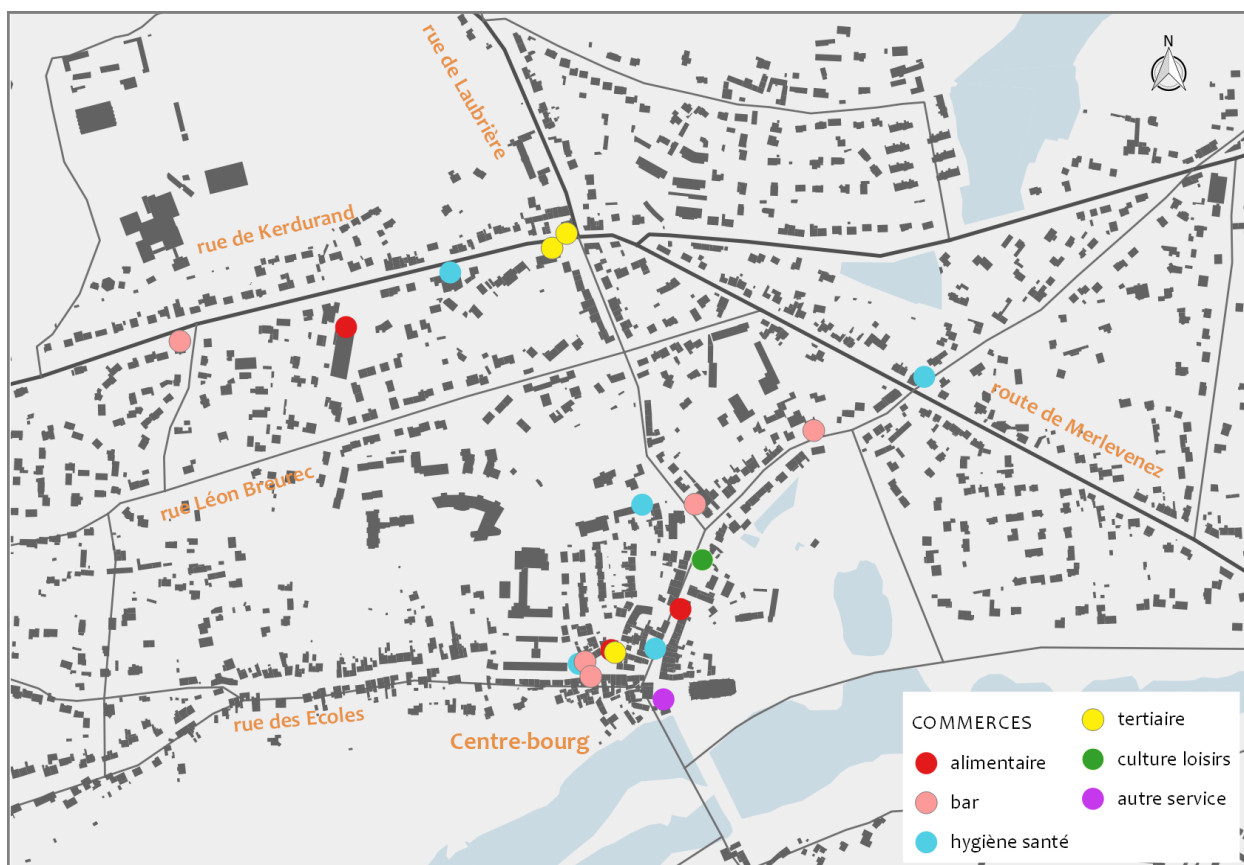 N
rue de Laubrière
rue de Kerdurand
route de Merlevenez
rue Léon Breurec
rue des Ecoles
Centre-bourg
COMMERCES
alimentaire
bar
hygiène santé
tertiaire
culture loisirs
autre service